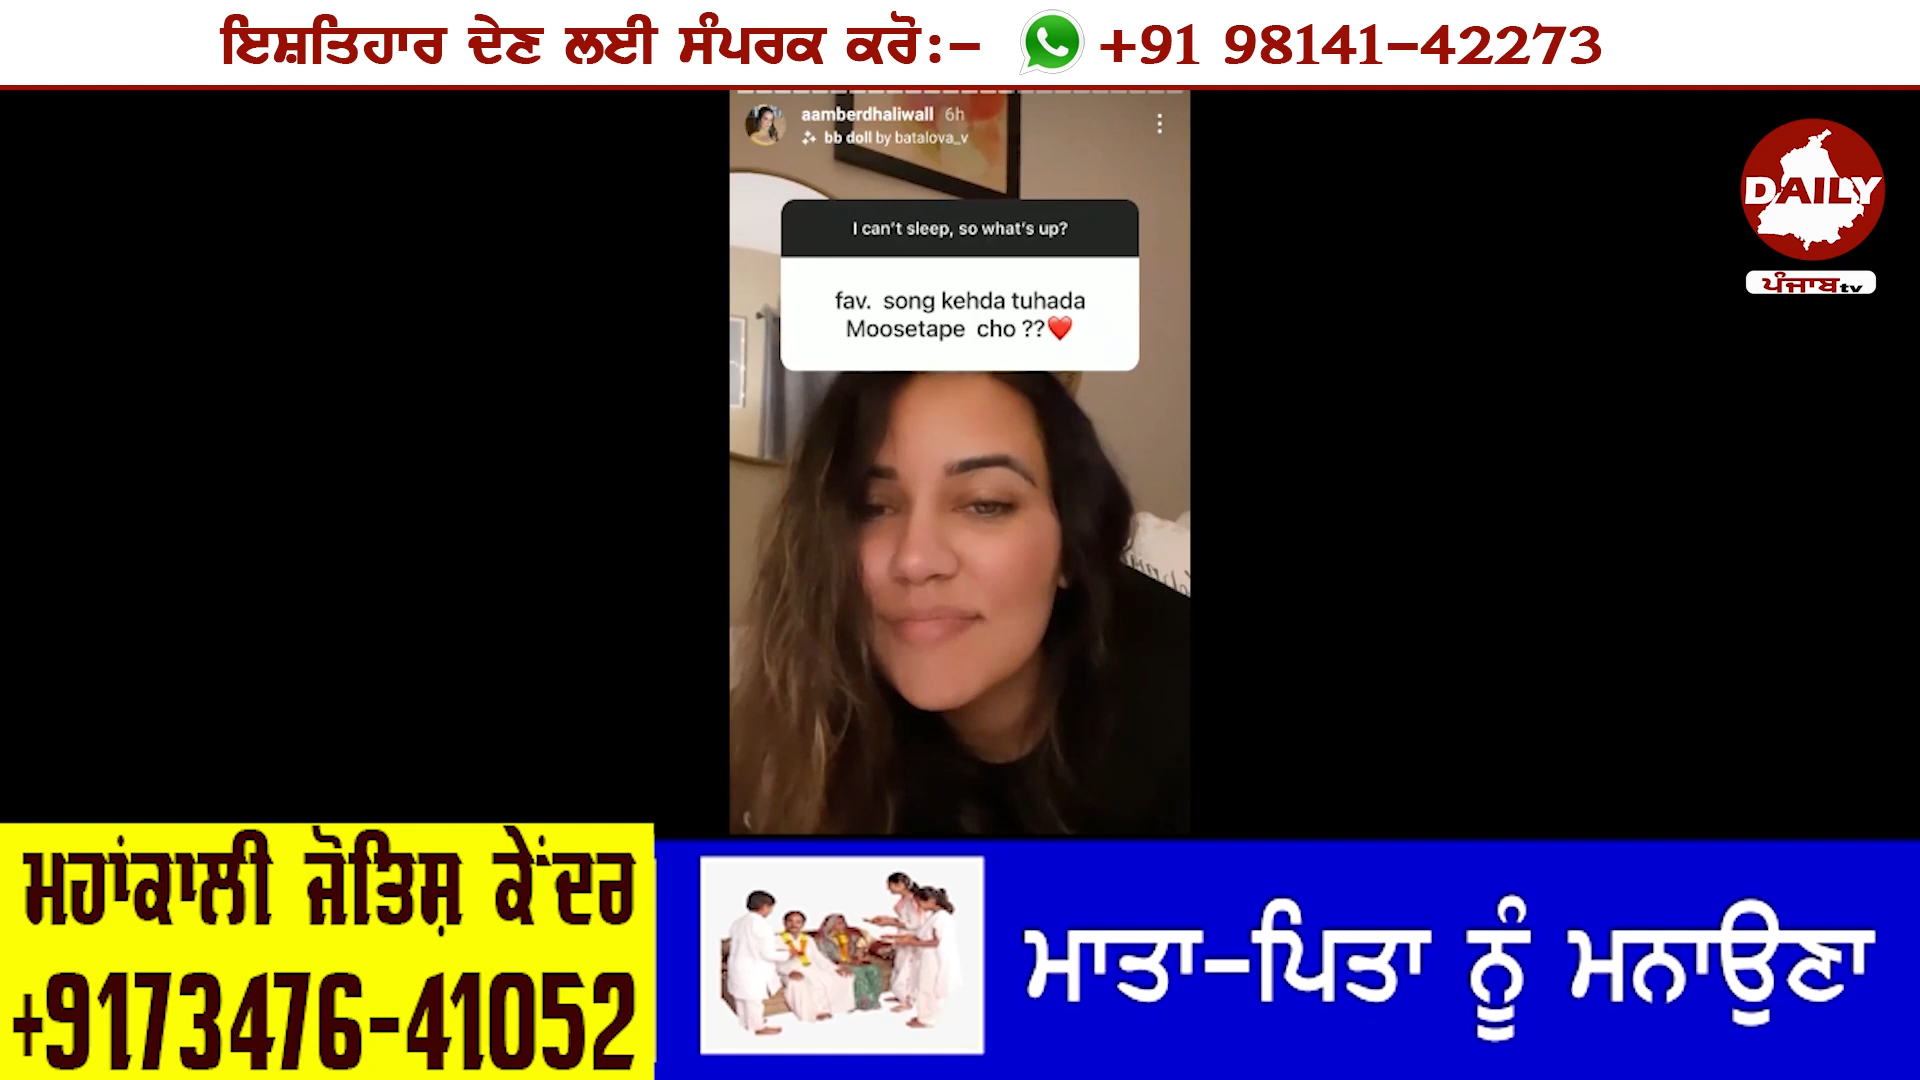 ਇਸ਼ਤਿਹਾਰ ਦੇਣ ਲਈ ਸੰਪਰਕ ਕਰੋ:- +91 98141-42273
aamberdhaliwall 6h
bb doll by batalova_v
DAILY
ਪੰਜਾਬ tv
I can't sleep, so what's up?
fav. song kehda tuhada
Moosetape cho ??❤️
ਮਹਾਂਕਾਲੀ ਜੋਤਿਸ਼ ਕੇਂਦਰ
+9173476-41052
ਮਾਤਾ-ਪਿਤਾ ਨੂੰ ਮਨਾਉਣਾ